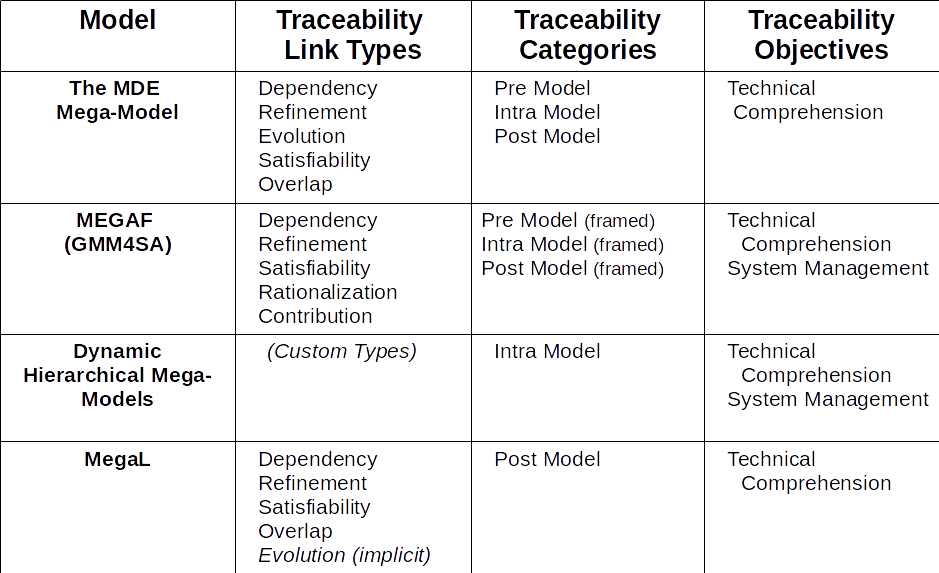 Model
Traceability
Link Types
Traceability
Categories
Traceability
Objectives
The MDE
Mega-Model
Dependency
Refinement
Evolution
Satisfiability
Overlap
Pre Model
Intra Model
Post Model
Technical
Comprehension
MEGAF
(GMM4SA)
Dependency
Refinement
Satisfiability
Rationalization
Contribution
Pre Model (framed)
Intra Model (framed)
Post Model (framed)
Technical
Comprehension
System Management
Dynamic
Hierarchical Mega-
Models
(Custom Types)
Intra Model
Technical
Comprehension
System Management
MegaL
Dependency
Refinement
Satisfiability
Overlap
Evolution (implicit)
Post Model
Technical
Comprehension